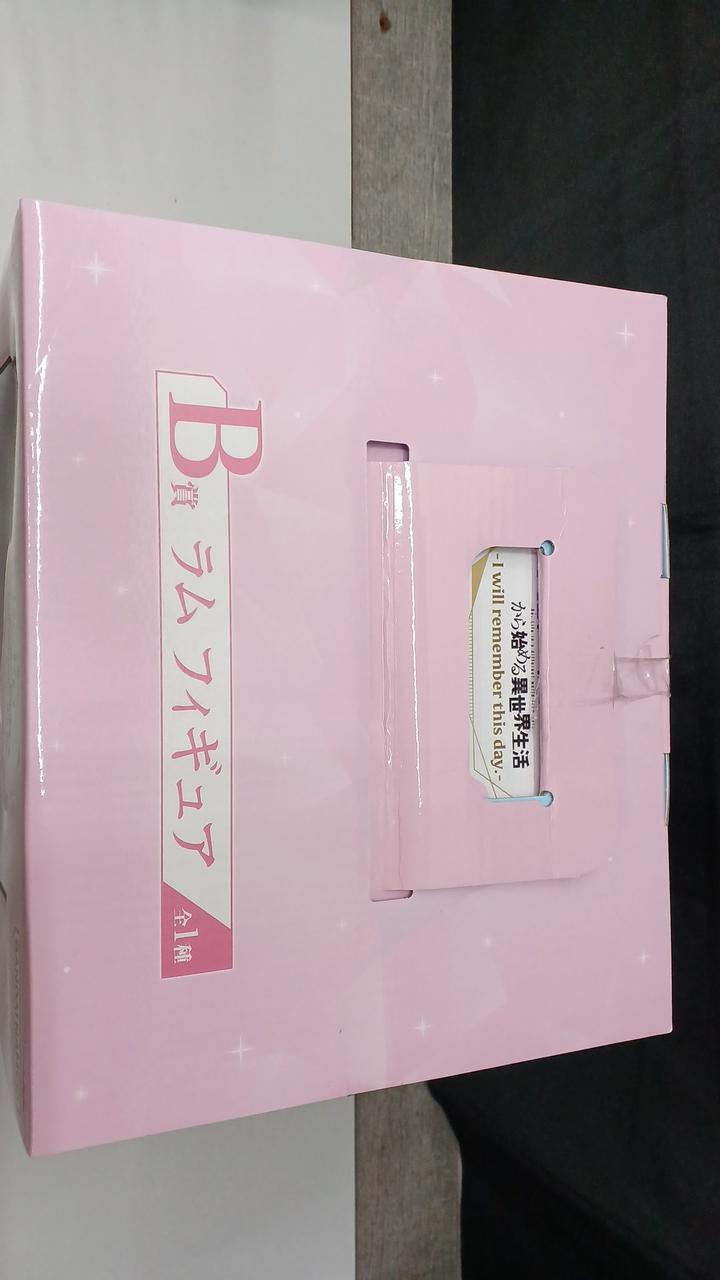 から始める異世界生活
-I will remember this day.-
B賞 ラム フィギュア 全1種